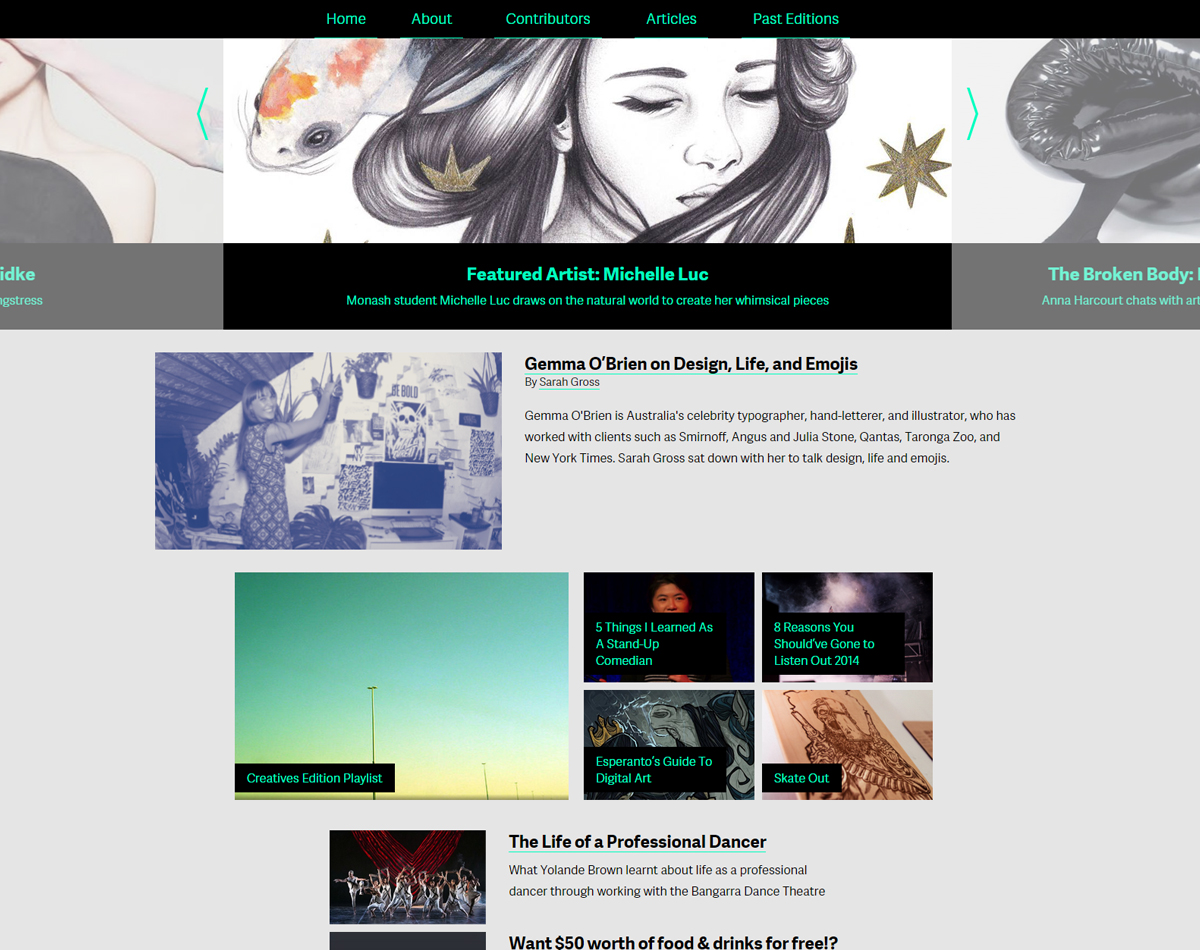 Home About Contributors Articles Past Editions
idke
ngstress
Featured Artist: Michelle Luc
Monash student Michelle Luc draws on the natural world to create her whimsical pieces
The Broken Body:
Anna Harcourt chats with art
Gemma O'Brien on Design, Life, and Emojis
By Sarah Gross
Gemma O'Brien is Australia's celebrity typographer, hand-letterer, and illustrator, who has
worked with clients such as Smirnoff, Angus and Julia Stone, Qantas, Taronga Zoo, and
New York Times. Sarah Gross sat down with her to talk design, life and emojis.
BE BOLD
Creatives Edition Playlist
5 Things I Learned As
A Stand-Up
Comedian
8 Reasons You
Should've Gone to
Listen Out 2014
Esperanto's Guide To
Digital Art
Skate Out
The Life of a Professional Dancer
What Yolande Brown learnt about life as a professional
dancer through working with the Bangarra Dance Theatre
Want $50 worth of food & drinks for free!?